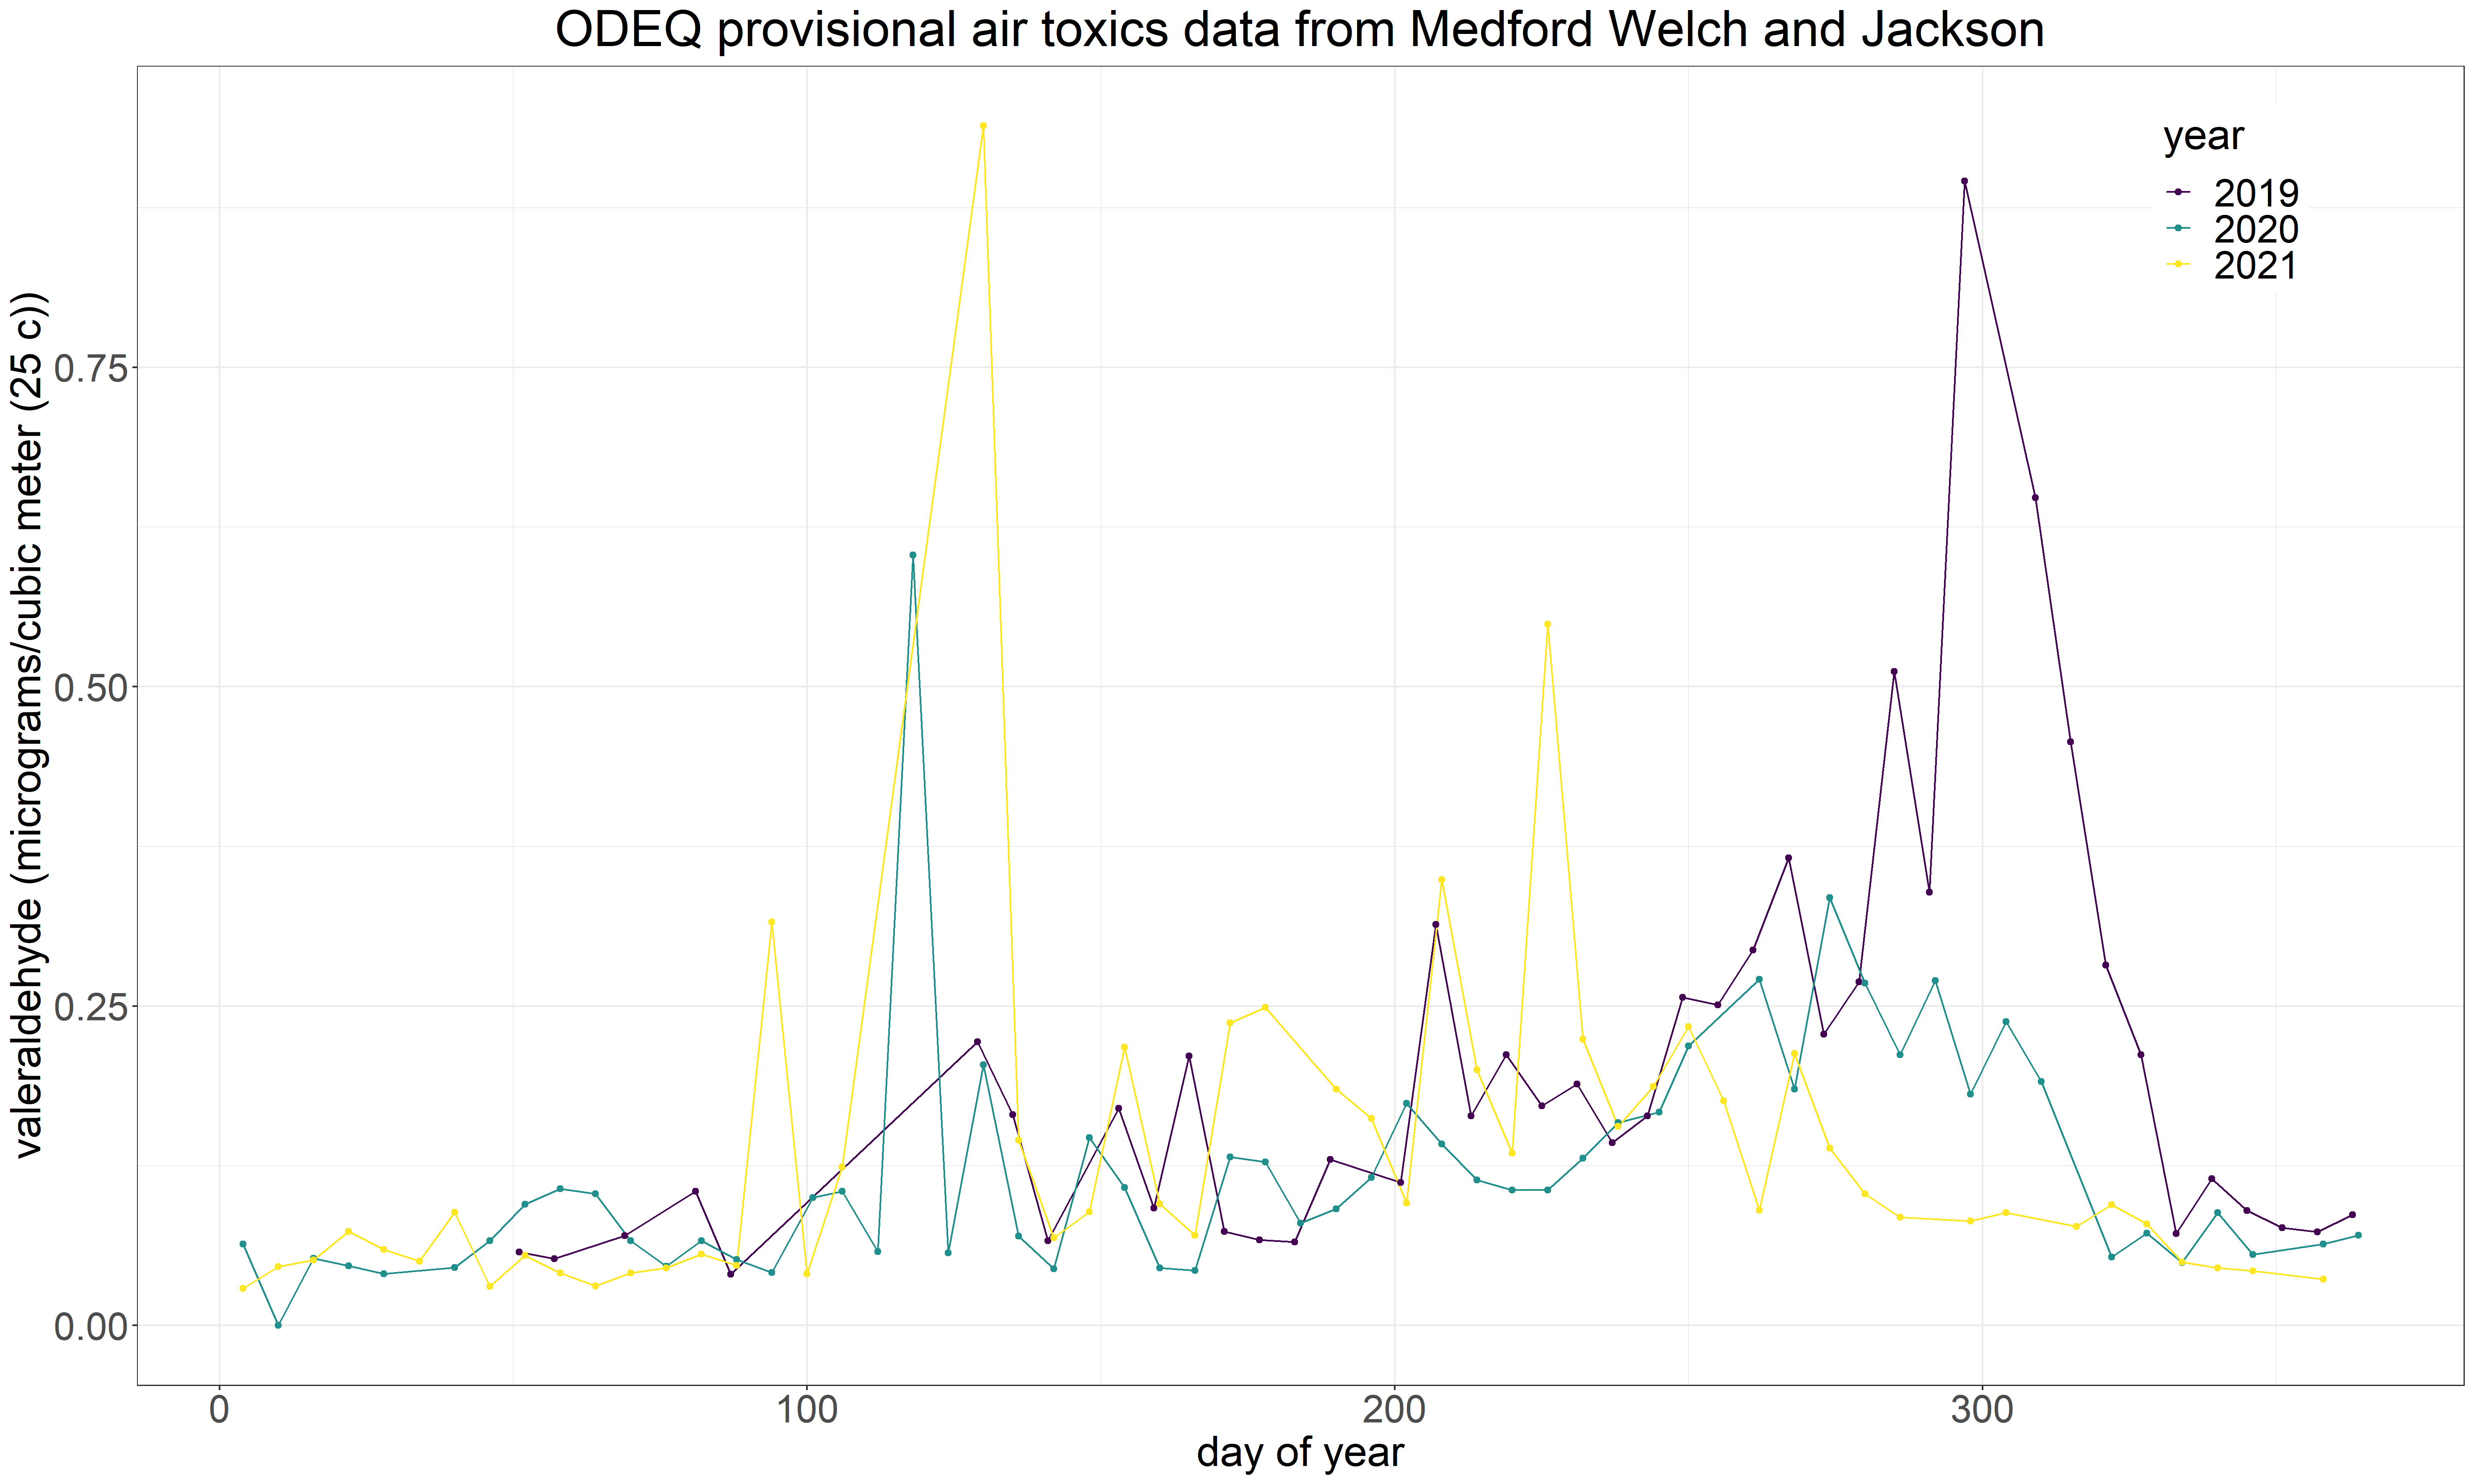 ODEQ provisional air toxics data from Medford Welch and Jackson
valeraldehyde (micrograms/cubic meter (25 c))
0.75
0.50
0.25
0.00
year
2019
2020
2021
0 100 200 300
day of year